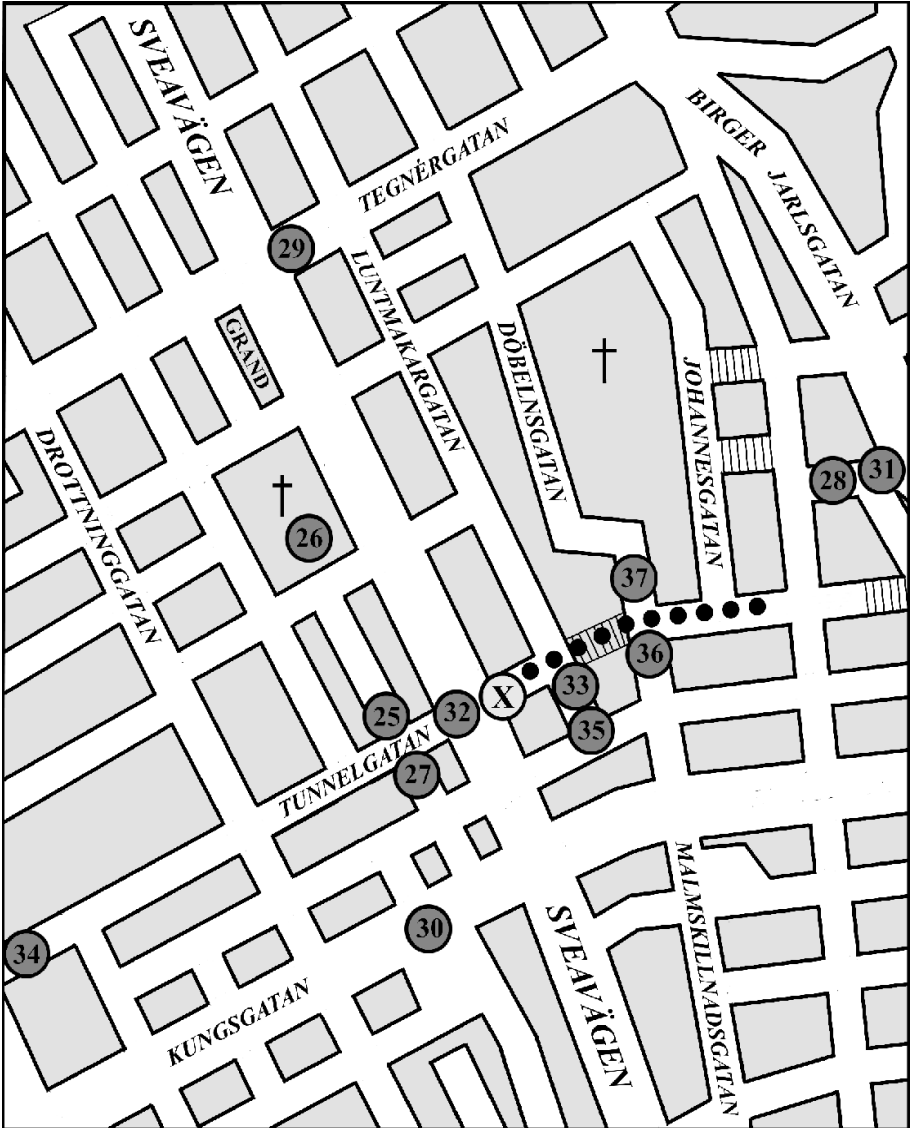 SVEAVÄGEN
BIRGER
JARLSGATAN
TEGNÉRGATAN
29
LUNTMAKARGATAN
GRAND
DÖBELNSGATAN
†
JOHANNESGATAN
DROTTNINGGATAN
†
26
28
31
37
36
33
X
32
25
35
TUNNELGATAN
27
30
34
SVEAVÄGEN
MALMSKILLNADSGATAN
KUNGSGATAN